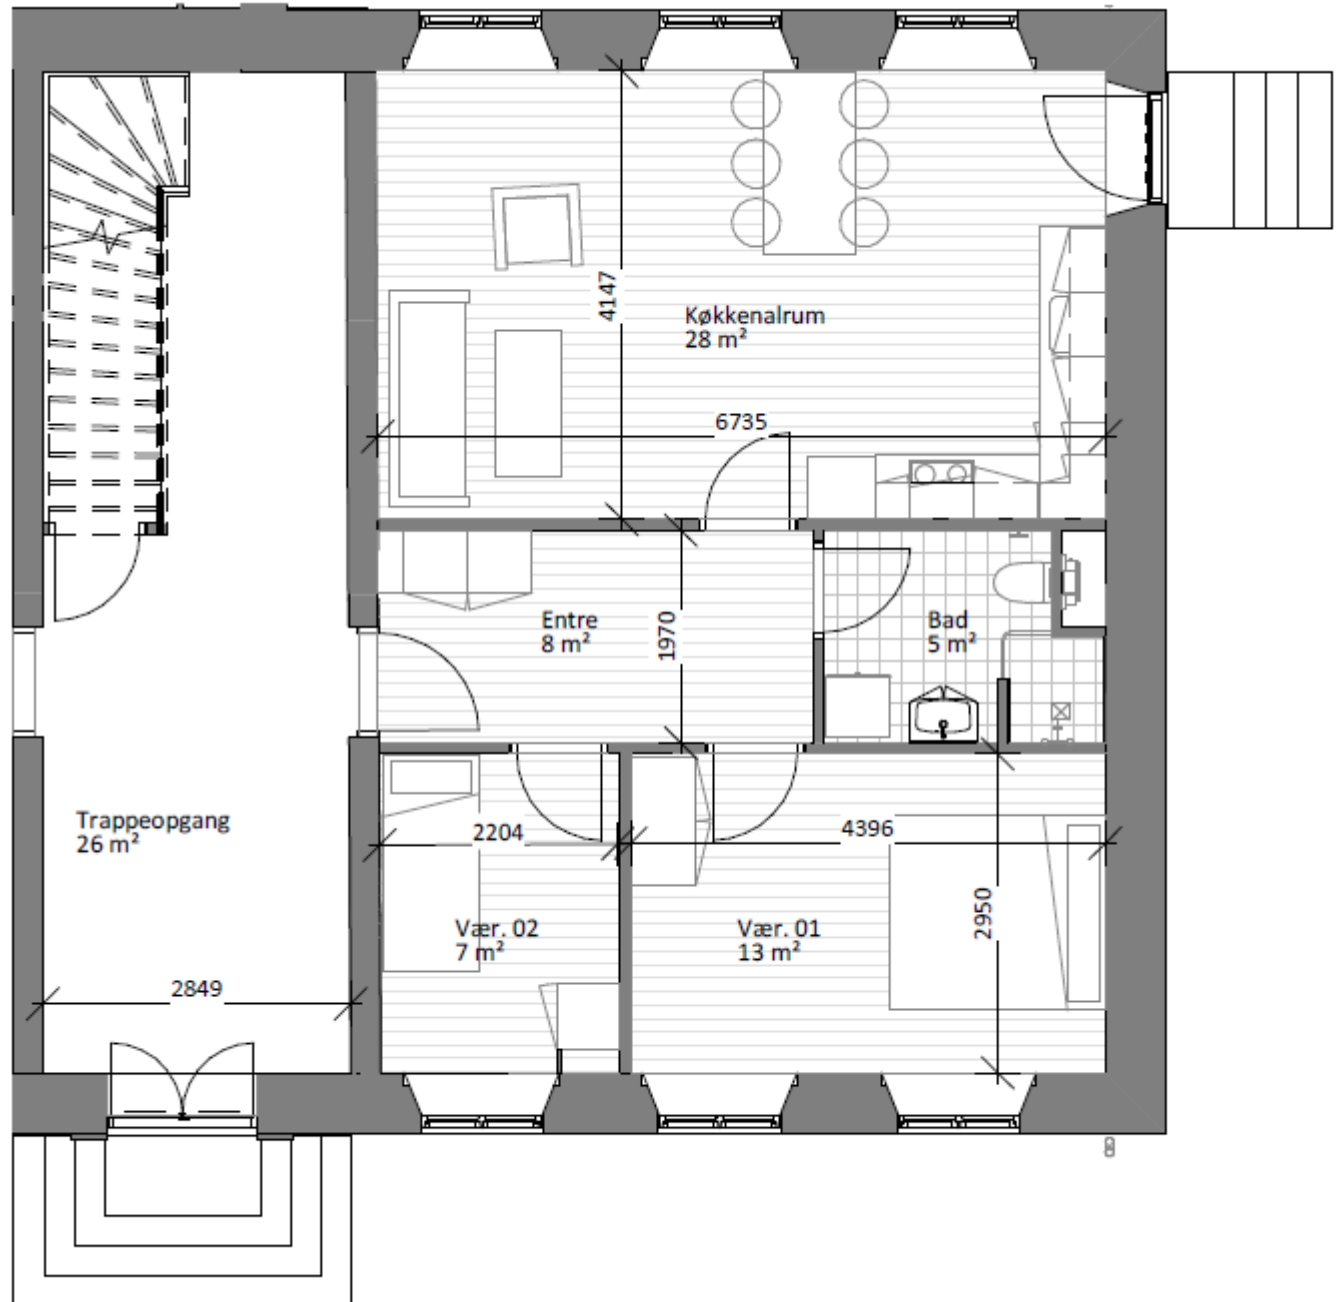 4147
Køkkenalrum
28 m²
6735
Entre
8 m²
1970
Bad
5 m²
Trappeopgang
26 m²
2204
4396
Vær. 02
7 m²
Vær. 01
13 m²
2950
2849